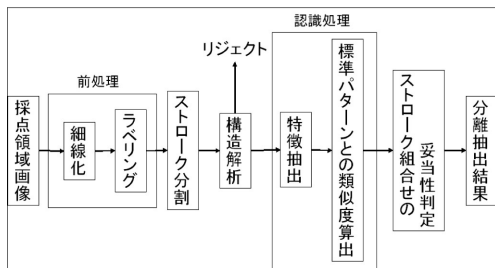 認識処理
リジェクト
前処理
採点領域画像
細線化
ラベリング
ストローク分割
構造解析
特徴抽出
標準パターンとの類似度算出
ストローク組合せの
妥当性判定
分離抽出結果